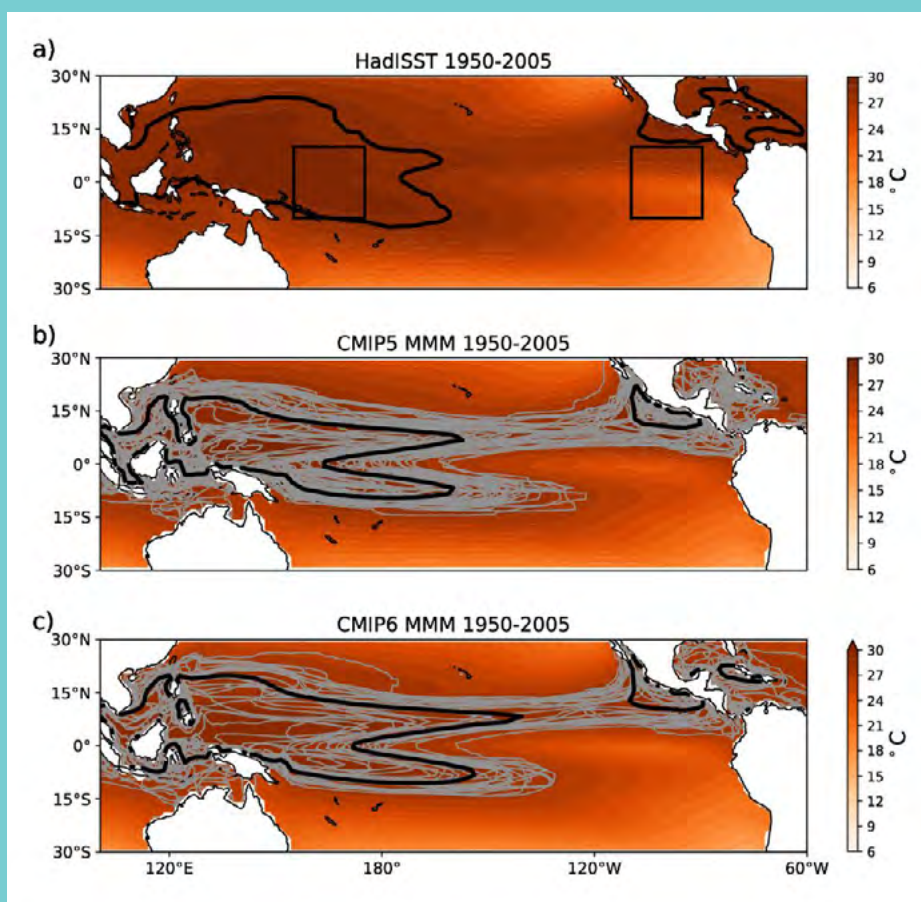 a)
HadISST 1950-2005
30°N
15°N
0°
15°S
30°S
30
27
24
21
18
15
12
9
6
°C
b)
CMIP5 MMM 1950-2005
30°N
15°N
0°
15°S
30°S
30
27
24
21
18
15
12
9
6
°C
c)
CMIP6 MMM 1950-2005
30°N
15°N
0°
15°S
30°S
120°E
180°
120°W
60°W
30
27
24
21
18
15
12
9
6
°C